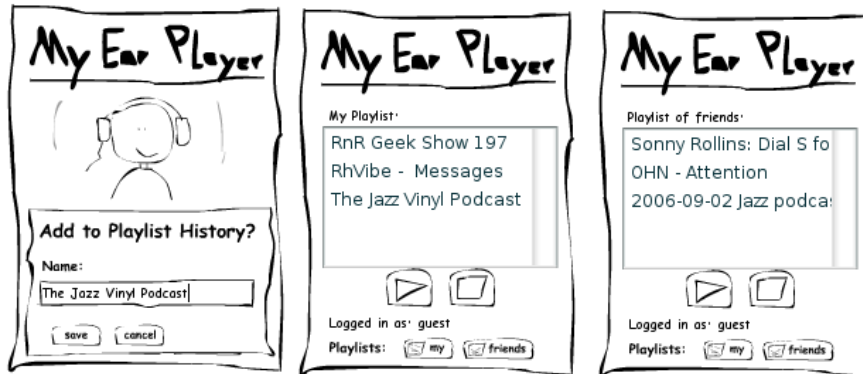 My Ear Player
Add to Playlist History?
Name:
The Jazz Vinyl Podcast
save cancel
My Ear Player
My Playlist:
RnR Geek Show 197
RhVibe - Messages
The Jazz Vinyl Podcast
Logged in as: guest
Playlists: my friends
My Ear Player
Playlist of friends:
Sonny Rollins: Dial S fo
OHN - Attention
2006-09-02 Jazz podca
Logged in as: guest
Playlists: my friends